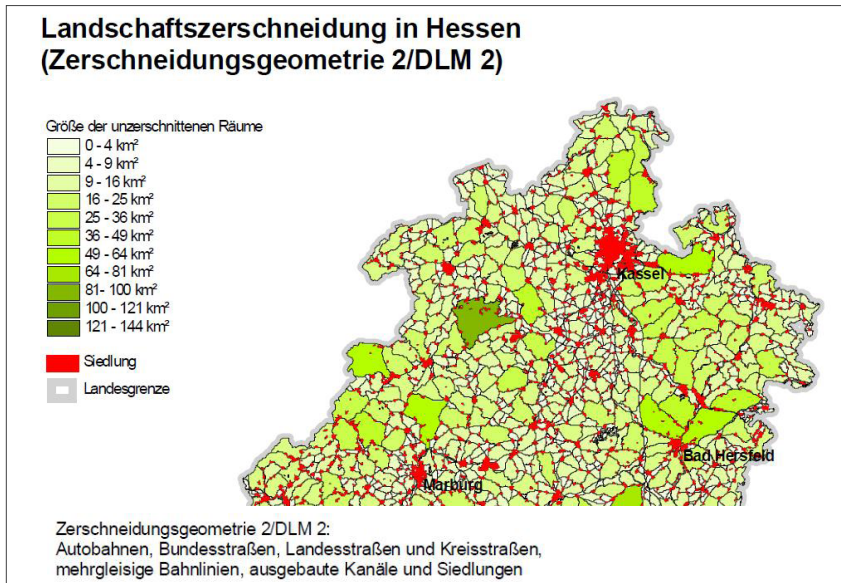 Landschaftszerschneidung in Hessen
(Zerschneidungsgeometrie 2/DLM 2)
Größe der unzerschnittenen Räume
0 - 4 km²
4 - 9 km²
9 - 16 km²
16 - 25 km²
25 - 36 km²
36 - 49 km²
49 - 64 km²
64 - 81 km²
81- 100 km²
100 - 121 km²
121 - 144 km²
Siedlung
Landesgrenze
Kassel
Bad Hersfeld
Marburg
Zerschneidungsgeometrie 2/DLM 2:
Autobahnen, Bundesstraßen, Landesstraßen und Kreisstraßen,
mehrgleisige Bahnlinien, ausgebaute Kanäle und Siedlungen